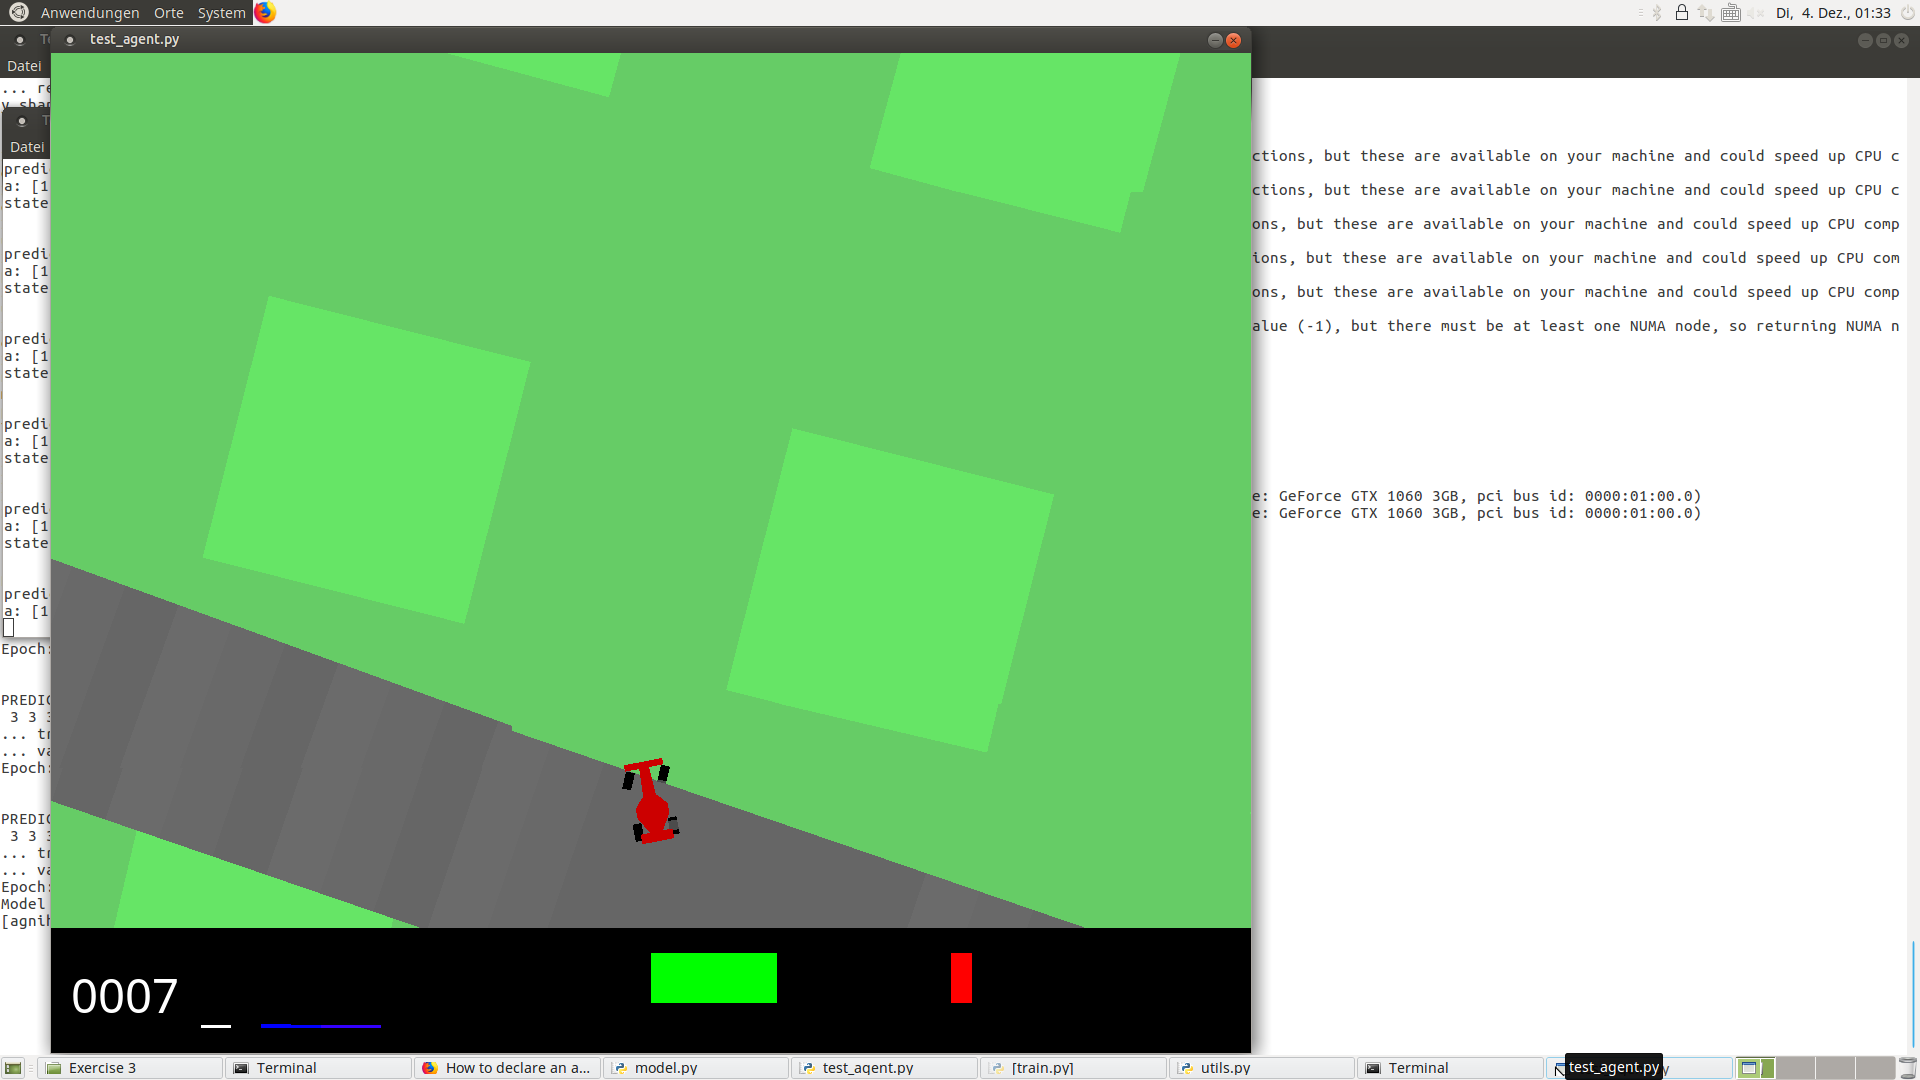 Anwendungen Orte System
Di, 4. Dez., 01:33
test_agent.py
Datei
... re
Datei
predi
a: [1
state
predi
a: [1
state
predi
a: [1
state
predi
a: [1
state
predi
a: [1
state
predi
a: [1
Epoch:
PREDIC
3 3 3
... tr
... va
Epoch:
PREDIC
3 3 3
... tr
... va
Epoch:
Model
[agnih
ctions, but these are available on your machine and could speed up CPU c
ctions, but these are available on your machine and could speed up CPU c
ons, but these are available on your machine and could speed up CPU comp
ions, but these are available on your machine and could speed up CPU com
ons, but these are available on your machine and could speed up CPU comp
alue (-1), but there must be at least one NUMA node, so returning NUMA n
e: GeForce GTX 1060 3GB, pci bus id: 0000:01:00.0)
e: GeForce GTX 1060 3GB, pci bus id: 0000:01:00.0)
0007
Exercise 3
Terminal
How to declare an a...
model.py
test_agent.py
[train.py]
utils.py
Terminal
test_agent.py